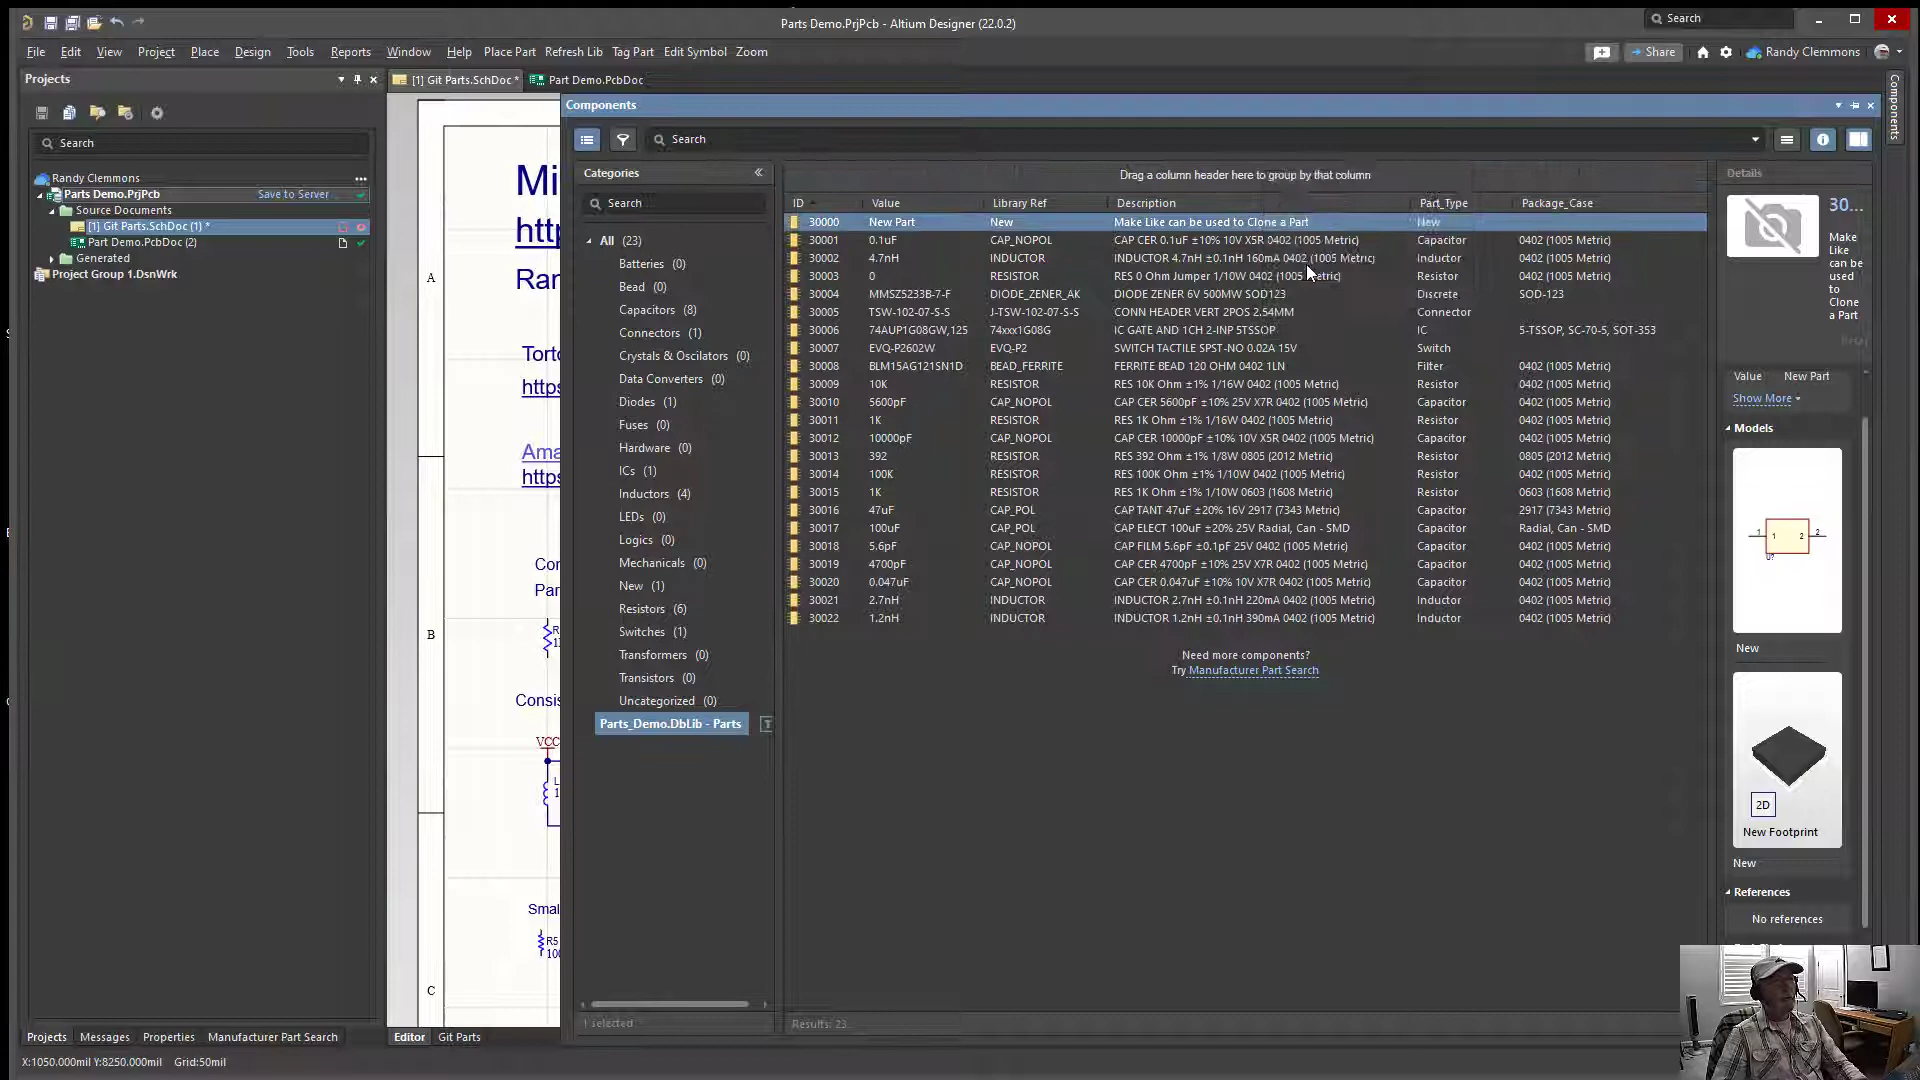 Parts Demo.PrjPcb - Altium Designer (22.0.2)
Search
File Edit View Project Place Design Tools Reports Window Help Place Part Refresh Lib Tag Part Edit Symbol Zoom
Share
Randy Clemmons
Projects
[1] Git Parts.SchDoc *
Part Demo.PcbDoc
Components
Components
Search
Search
Randy Clemmons
Parts Demo.PrjPcb Save to Server
Source Documents
[1] Git Parts.SchDoc (1) *
Part Demo.PcbDoc (2)
Generated
Project Group 1.DsnWrk
A
B
C
Mi
http
Ran
Torto
https
Ama
https
Con
Par
R
Consis
VCC
L
1
Smal
R5
100
Categories
Search
All (23)
Batteries (0)
Bead (0)
Capacitors (8)
Connectors (1)
Crystals & Oscilators (0)
Data Converters (0)
Diodes (1)
Fuses (0)
Hardware (0)
ICs (1)
Inductors (4)
LEDs (0)
Logics (0)
Mechanicals (0)
New (1)
Resistors (6)
Switches (1)
Transformers (0)
Transistors (0)
Uncategorized (0)
Parts_Demo.DbLib - Parts
1 selected
Drag a column header here to group by that column
ID Value Library Ref Description Part_Type Package_Case
30000 New Part New Make Like can be used to Clone a Part New
30001 0.1uF CAP_NOPOL CAP CER 0.1uF ±10% 10V X5R 0402 (1005 Metric) Capacitor 0402 (1005 Metric)
30002 4.7nH INDUCTOR INDUCTOR 4.7nH ±0.1nH 160mA 0402 (1005 Metric) Inductor 0402 (1005 Metric)
30003 0 RESISTOR RES 0 Ohm Jumper 1/10W 0402 (1005 Metric) Resistor 0402 (1005 Metric)
30004 MMSZ5233B-7-F DIODE_ZENER_AK DIODE ZENER 6V 500MW SOD123 Discrete SOD-123
30005 TSW-102-07-S-S J-TSW-102-07-S-S CONN HEADER VERT 2POS 2.54MM Connector
30006 74AUP1G08GW,125 74xxx1G08G IC GATE AND 1CH 2-INP 5TSSOP IC 5-TSSOP, SC-70-5, SOT-353
30007 EVQ-P2602W EVQ-P2 SWITCH TACTILE SPST-NO 0.02A 15V Switch
30008 BLM15AG121SN1D BEAD_FERRITE FERRITE BEAD 120 OHM 0402 1LN Filter 0402 (1005 Metric)
30009 10K RESISTOR RES 10K Ohm ±1% 1/16W 0402 (1005 Metric) Resistor 0402 (1005 Metric)
30010 5600pF CAP_NOPOL CAP CER 5600pF ±10% 25V X7R 0402 (1005 Metric) Capacitor 0402 (1005 Metric)
30011 1K RESISTOR RES 1K Ohm ±1% 1/16W 0402 (1005 Metric) Resistor 0402 (1005 Metric)
30012 10000pF CAP_NOPOL CAP CER 10000pF ±10% 10V X5R 0402 (1005 Metric) Capacitor 0402 (1005 Metric)
30013 392 RESISTOR RES 392 Ohm ±1% 1/8W 0805 (2012 Metric) Resistor 0805 (2012 Metric)
30014 100K RESISTOR RES 100K Ohm ±1% 1/10W 0402 (1005 Metric) Resistor 0402 (1005 Metric)
30015 1K RESISTOR RES 1K Ohm ±1% 1/10W 0603 (1608 Metric) Resistor 0603 (1608 Metric)
30016 47uF CAP_POL CAP TANT 47uF ±20% 16V 2917 (7343 Metric) Capacitor 2917 (7343 Metric)
30017 100uF CAP_POL CAP ELECT 100uF ±20% 25V Radial, Can - SMD Capacitor Radial, Can - SMD
30018 5.6pF CAP_NOPOL CAP FILM 5.6pF ±0.1pF 25V 0402 (1005 Metric) Capacitor 0402 (1005 Metric)
30019 4700pF CAP_NOPOL CAP CER 4700pF ±10% 25V X7R 0402 (1005 Metric) Capacitor 0402 (1005 Metric)
30020 0.047uF CAP_NOPOL CAP CER 0.047uF ±10% 10V X7R 0402 (1005 Metric) Capacitor 0402 (1005 Metric)
30021 2.7nH INDUCTOR INDUCTOR 2.7nH ±0.1nH 220mA 0402 (1005 Metric) Inductor 0402 (1005 Metric)
30022 1.2nH INDUCTOR INDUCTOR 1.2nH ±0.1nH 390mA 0402 (1005 Metric) Inductor 0402 (1005 Metric)
Need more components?
Try Manufacturer Part Search
Results: 23
Details
30...
Make
Like
can be
used
to
Clone
a Part
Value New Part
Show More
Models
1 1 2 2
U?
New
2D
New Footprint
New
References
No references
Projects Messages Properties Manufacturer Part Search
Editor Git Parts
X:1050.000mil Y:8250.000mil Grid:50mil